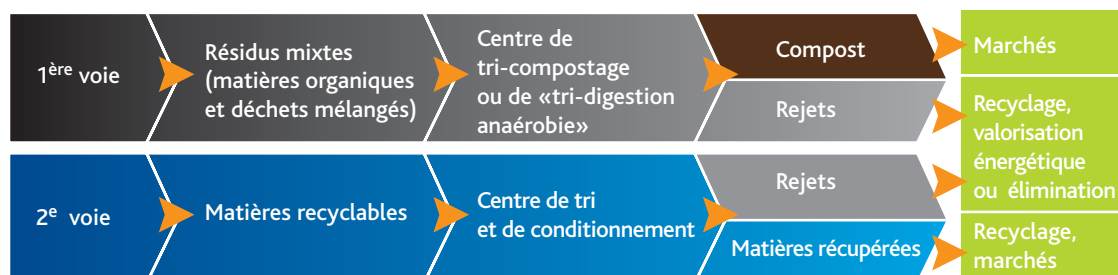 1ère voie
Résidus mixtes
(matières organiques
et déchets mélangés)
Centre de
tri-compostage
ou de «tri-digestion
anaérobie»
Compost
Rejets
Marchés
Recyclage,
valorisation
énergétique
ou élimination
2e voie
Matières recyclables
Centre de tri
et de conditionnement
Rejets
Matières récupérées
Recyclage,
marchés